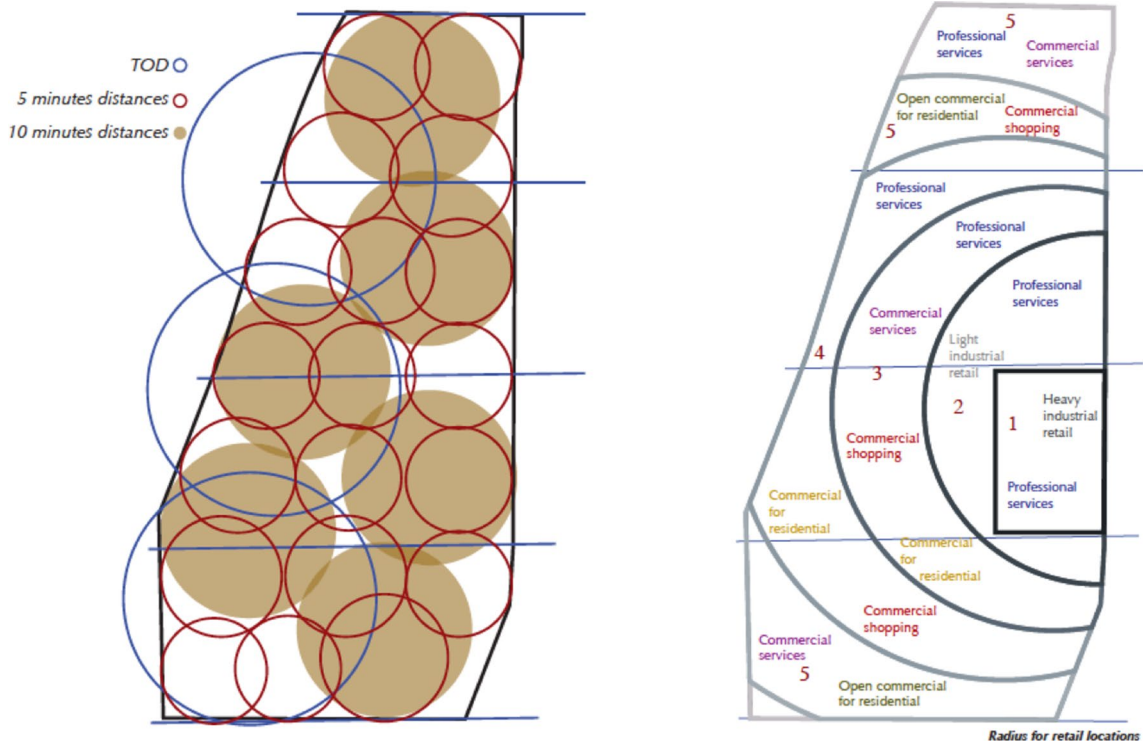 TOD
5 minutes distances
10 minutes distances
5
Professional
services
Commercial
services
Open commercial
for residential
5
Commercial
shopping
Professional
services
Professional
services
Professional
services
Commercial
services
Light
industrial
retail
4
3
2
1
Heavy
industrial
retail
Commercial
shopping
Professional
services
Commercial
for
residential
Commercial
for
residential
Commercial
shopping
Commercial
services
5
Open commercial
for residential
Radius for retail locations